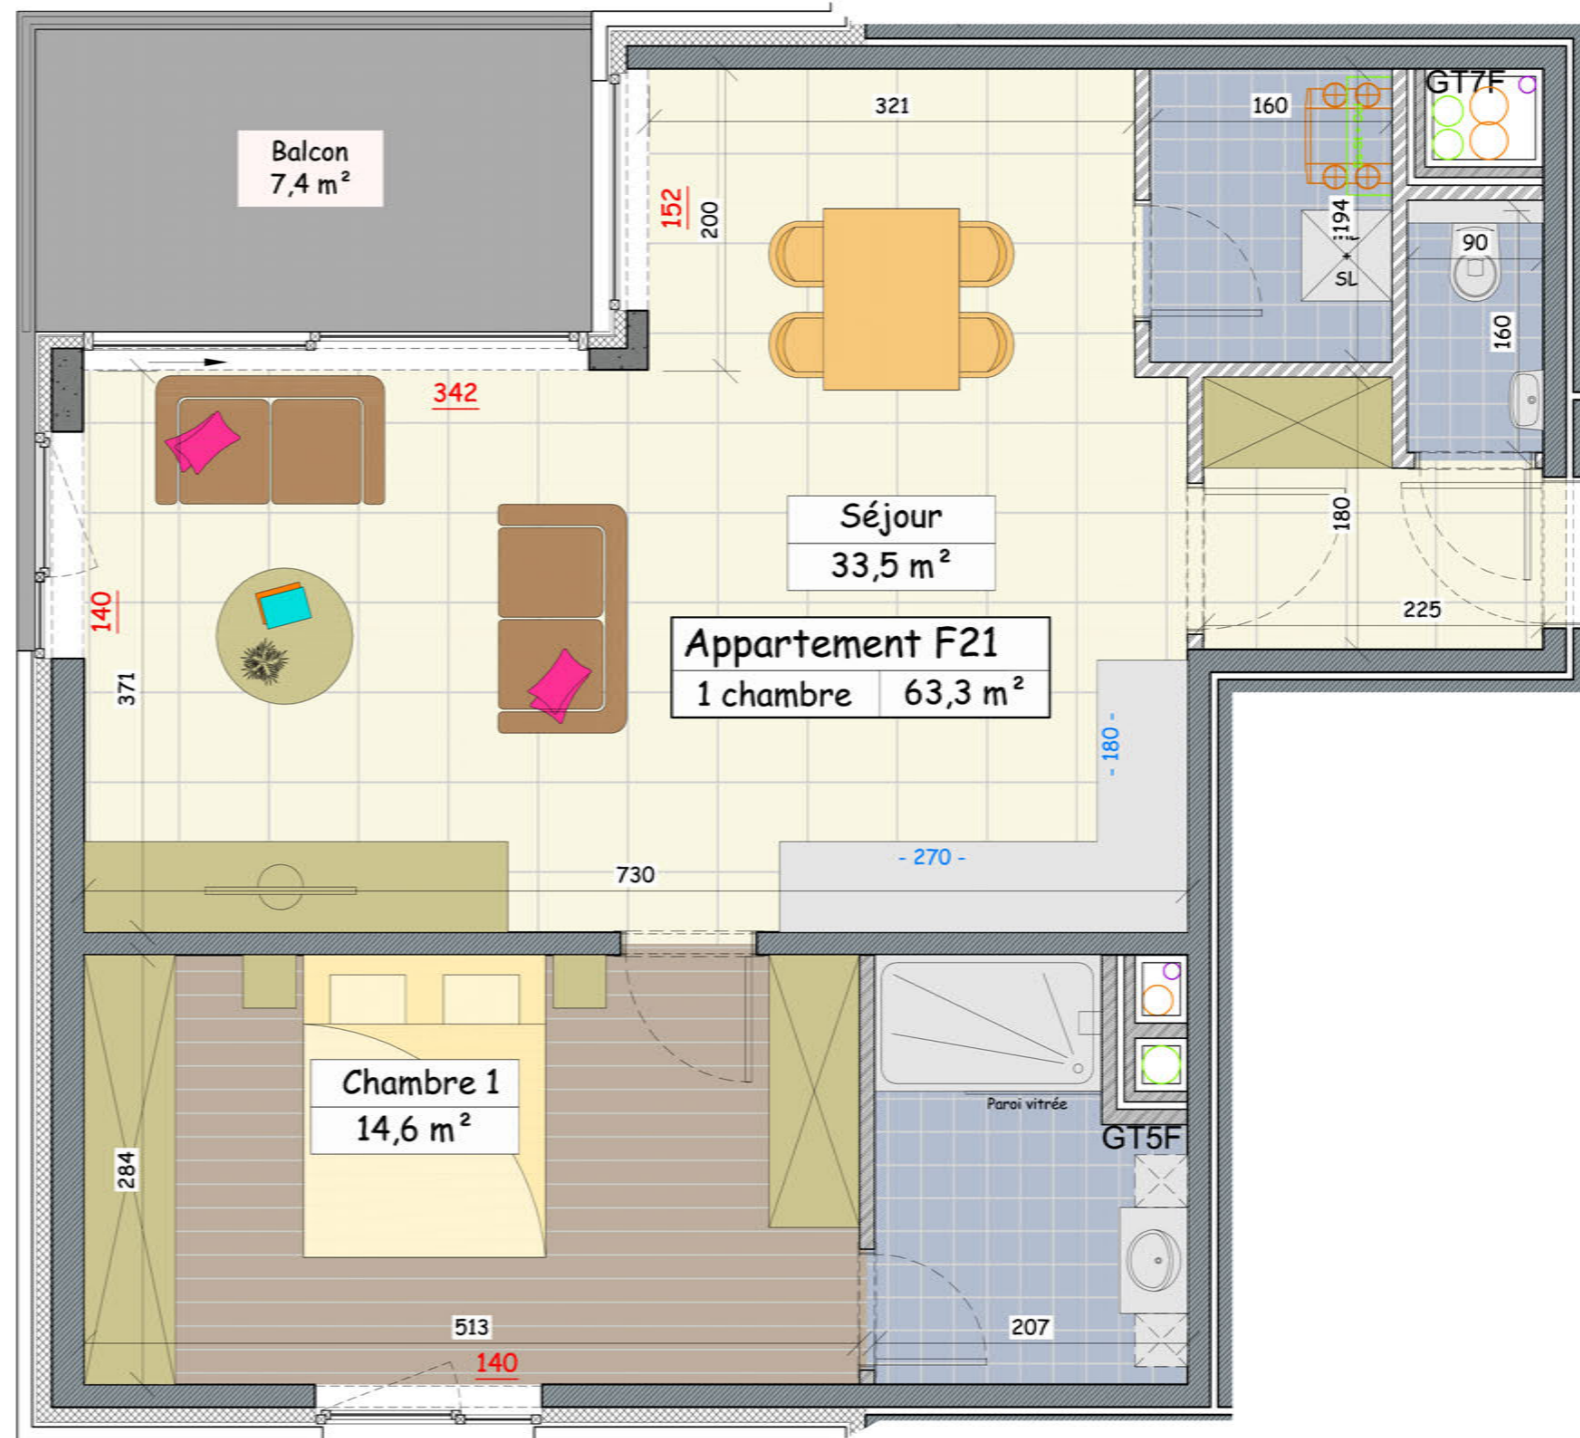 GT7F
321
160
Balcon
7,4 m²
152
200
194
SL
90
160
342
Séjour
33,5 m²
180
140
225
Appartement F21
1 chambre 63,3 m²
371
- 180 -
- 270 -
730
Chambre 1
14,6 m²
Paroi vitrée
GT5F
284
513
207
140